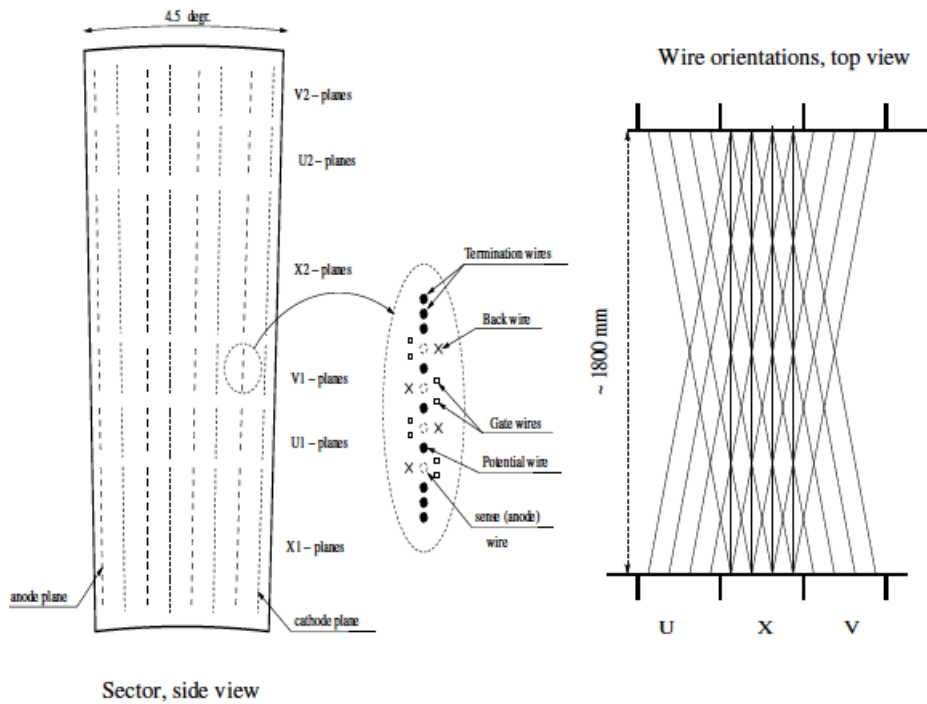 4.5 degr.
Wire orientations, top view
V2 – planes
U2 – planes
X2 – planes
V1 – planes
U1 – planes
X1 – planes
anode plane
cathode plane
Termination wires
Back wire
Gate wires
Potential wire
sense (anode)
wire
~ 1800 mm
U X V
Sector, side view